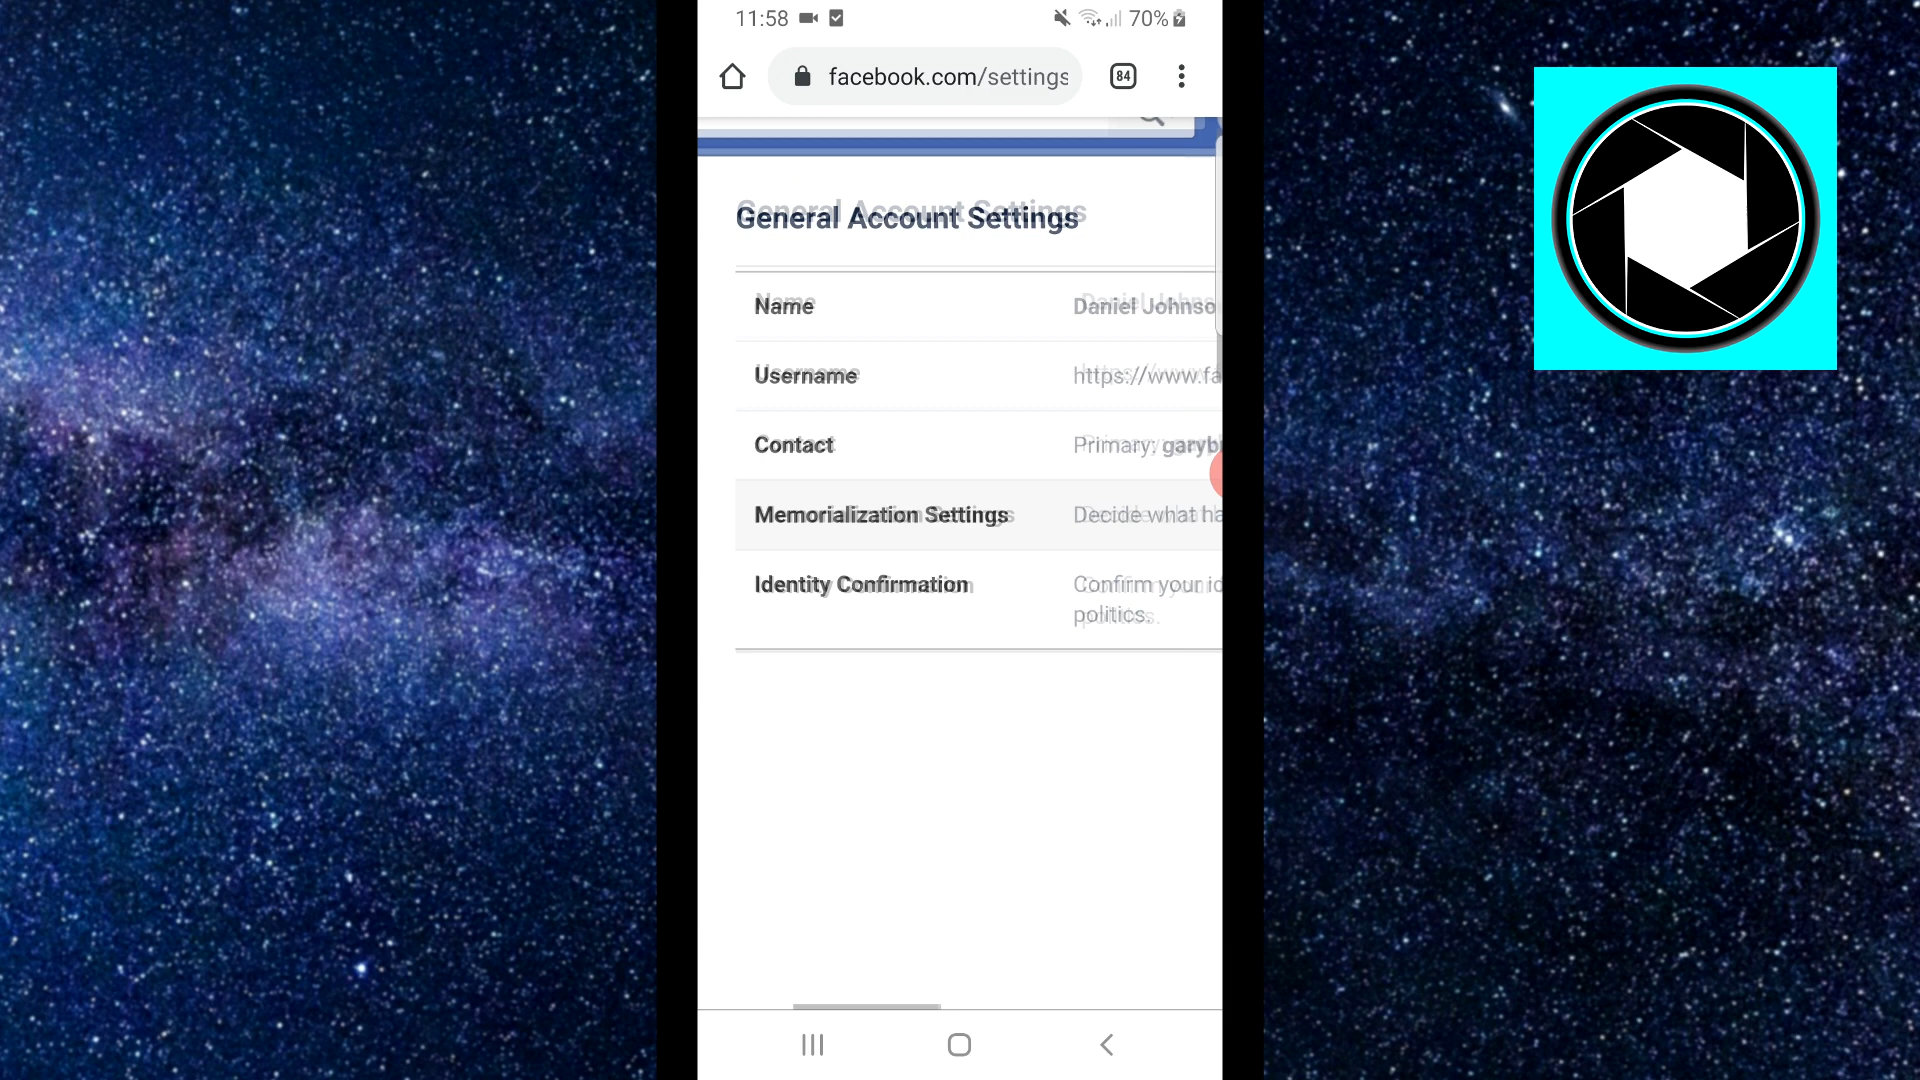 11:58
70%
facebook.com/settings
84
General Account Settings
Name
Daniel Johnso
Username
https://www.fa
Contact
Primary: garyb
Memorialization Settings
Decide what ha
Identity Confirmation
Confirm your id
politics.